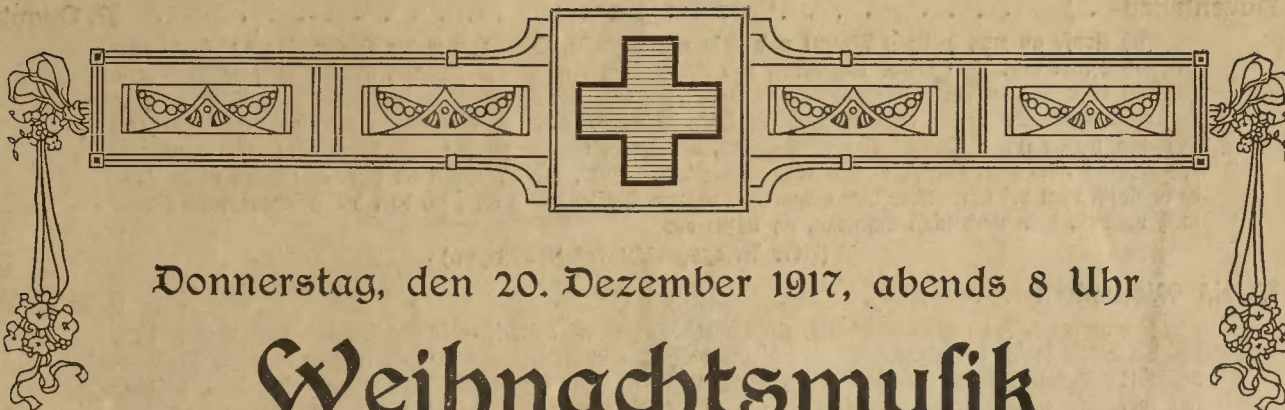 Donnerstag, den 20. Dezember 1917, abends 8 Uhr
Weihnachtsmusik